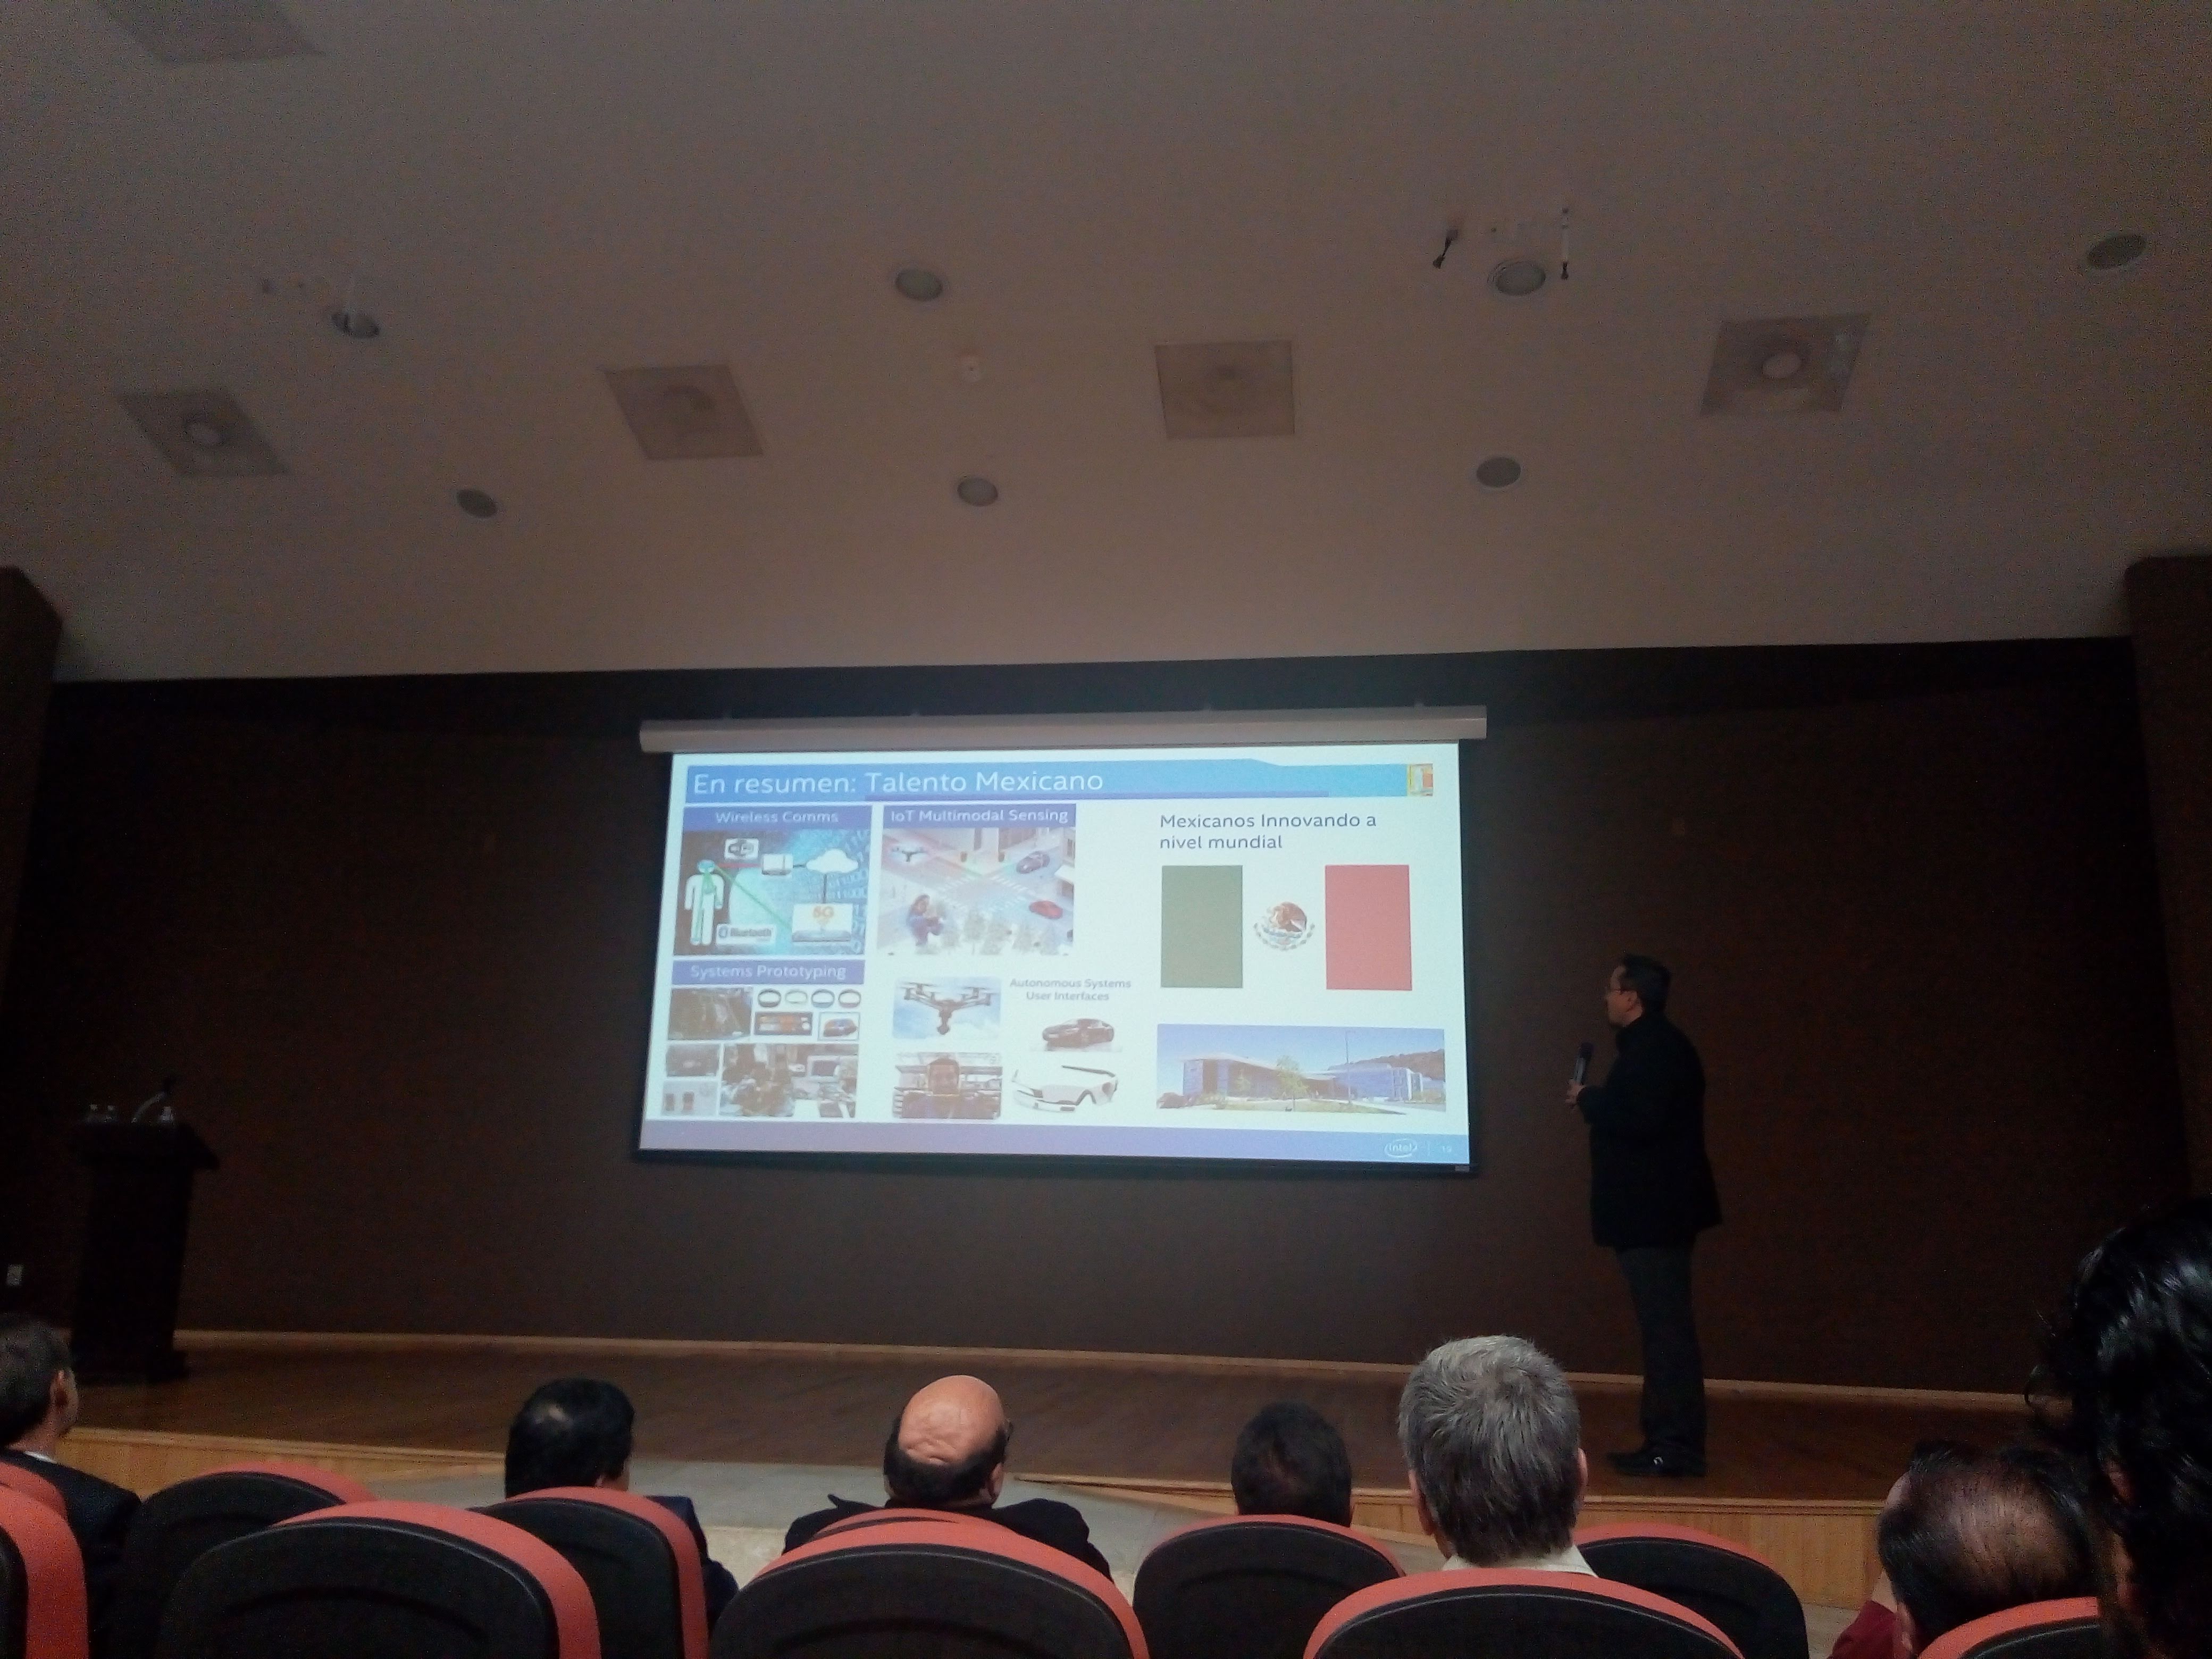 En resumen: Talento Mexicano
Wireless Comms
IoT Multimodal Sensing
Mexicanos Innovando a
nivel mundial
5G
Bluetooth
Systems Prototyping
Autonomous Systems
User Interfaces
intel